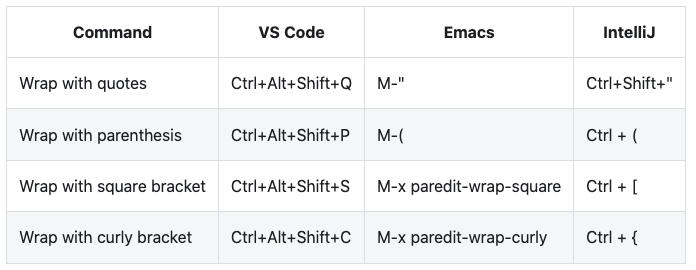 Command VS Code Emacs IntelliJ
Wrap with quotes Ctrl+Alt+Shift+Q M-" Ctrl+Shift+"
Wrap with parenthesis Ctrl+Alt+Shift+P M-( Ctrl + (
Wrap with square bracket Ctrl+Alt+Shift+S M-x paredit-wrap-square Ctrl + [
Wrap with curly bracket Ctrl+Alt+Shift+C M-x paredit-wrap-curly Ctrl + {